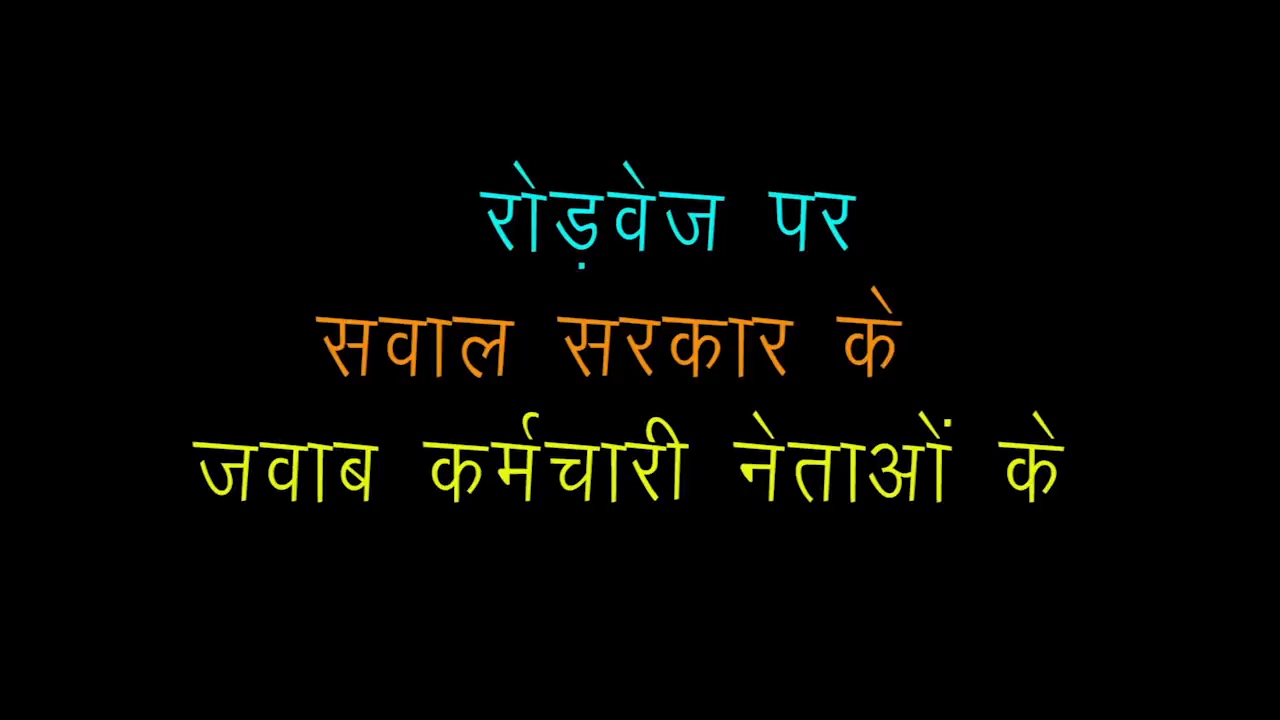 रोड़वेज पर
सवाल सरकार के
जवाब कर्मचारी नेताओं के